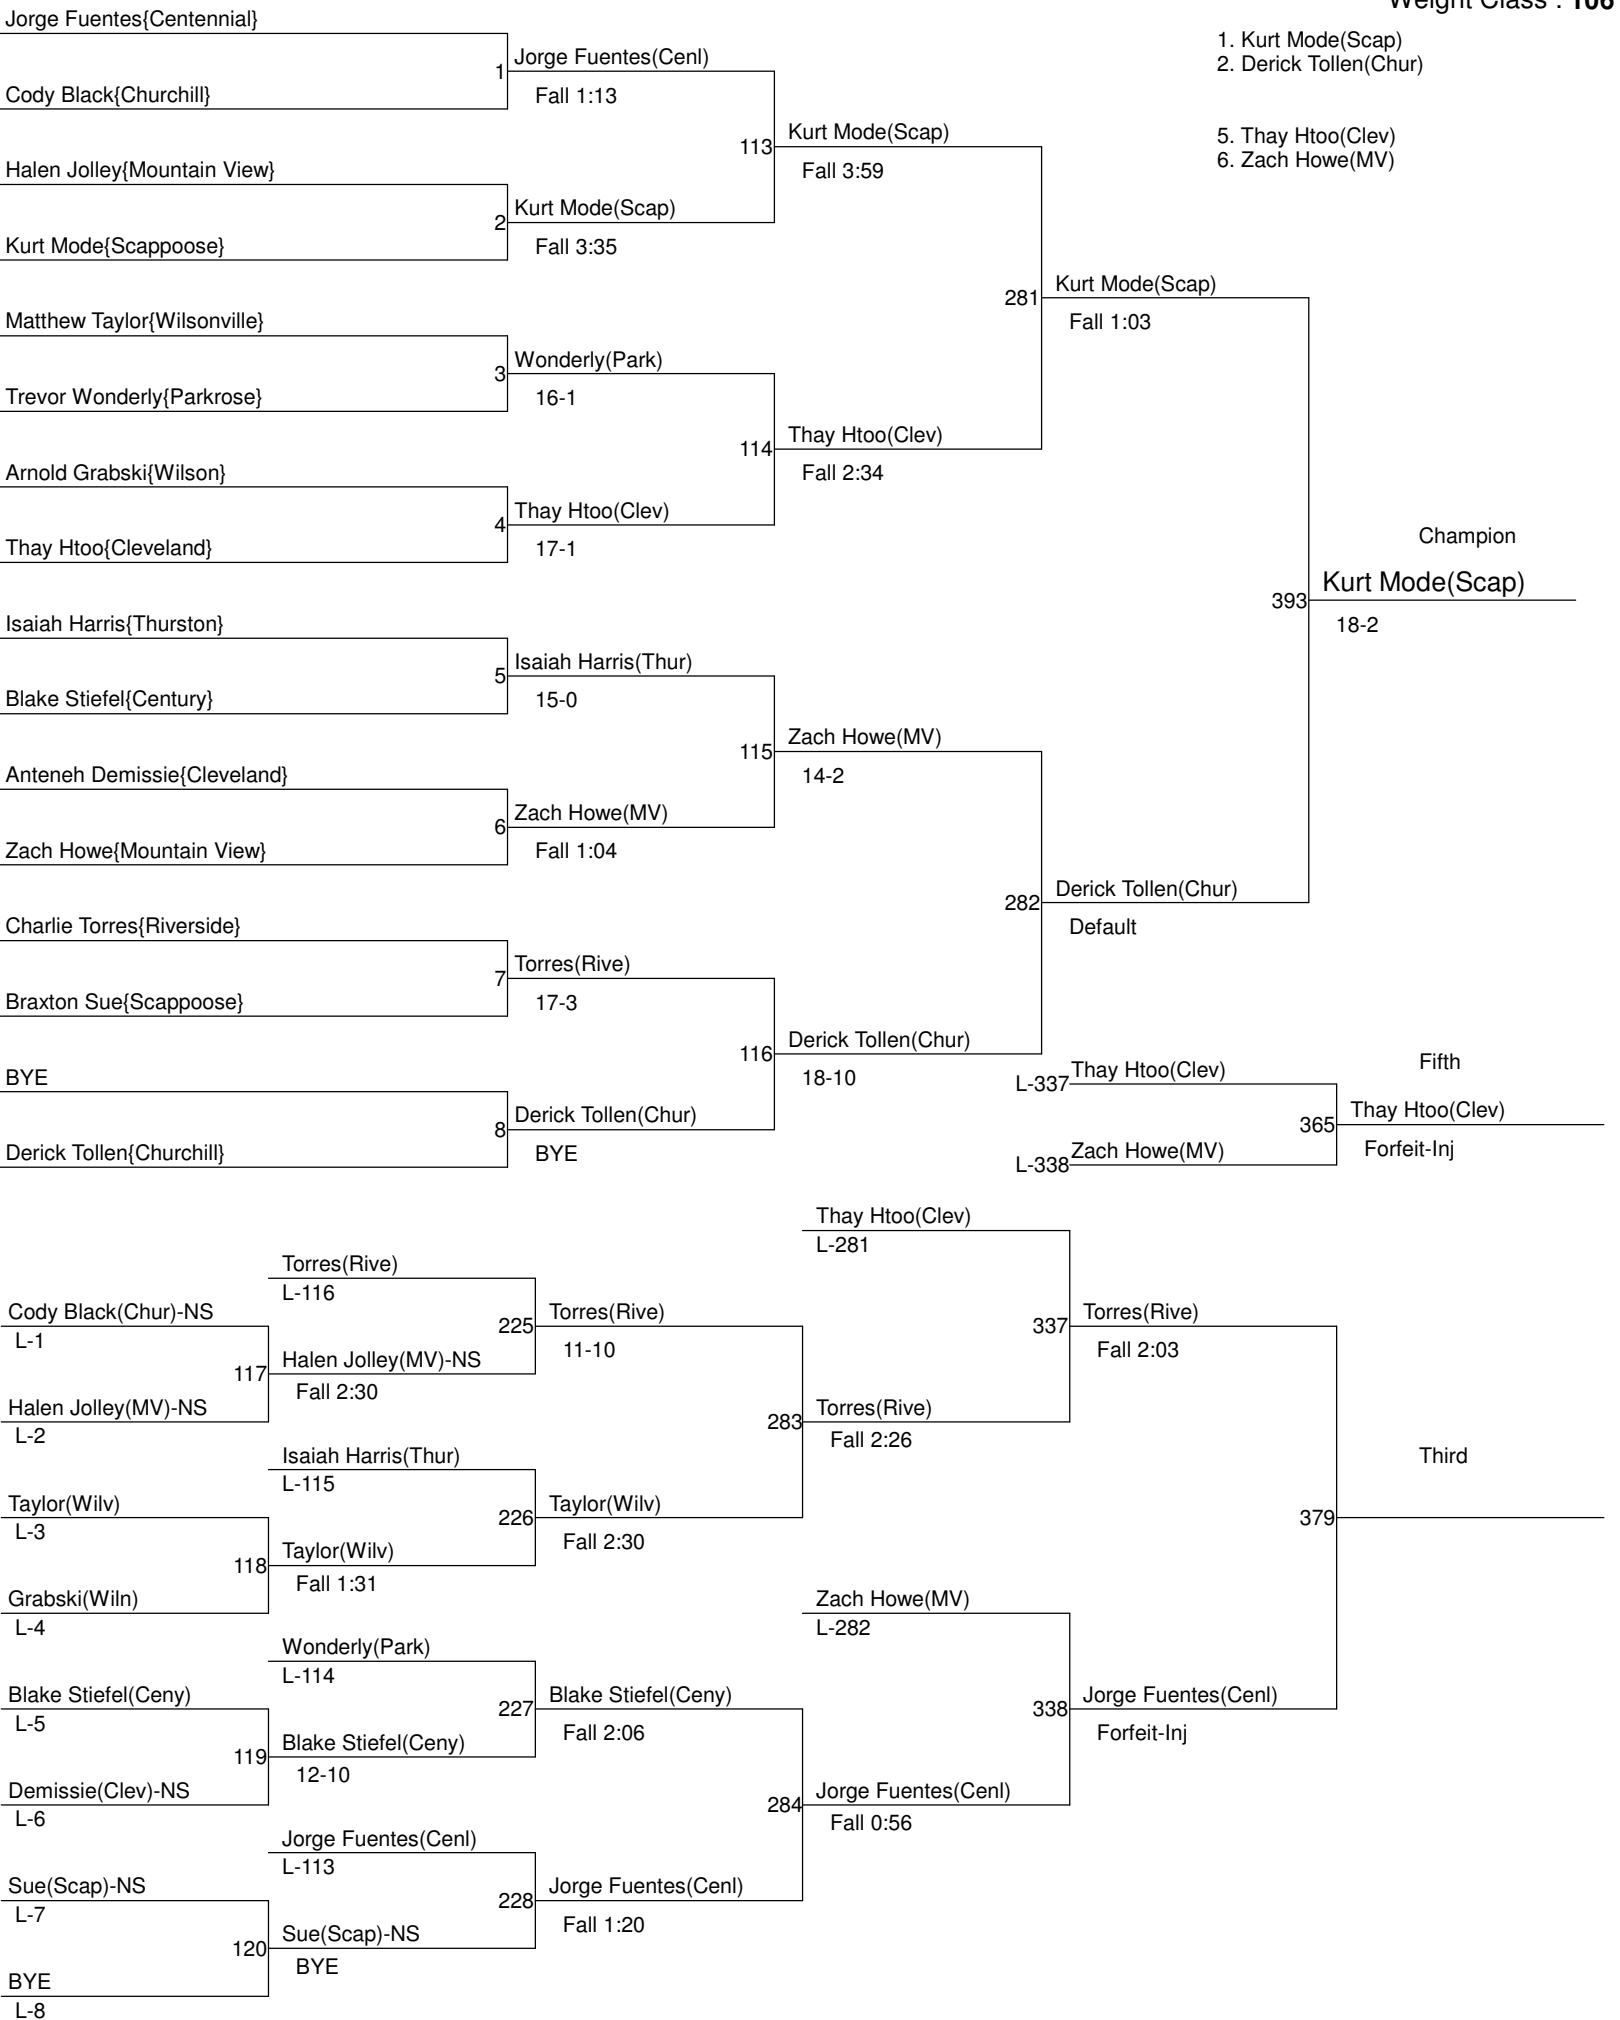 Weight Class : 106
1. Kurt Mode(Scap)
2. Derick Tollen(Chur)
5. Thay Htoo(Clev)
6. Zach Howe(MV)
Jorge Fuentes{Centennial}
Cody Black{Churchill}
Halen Jolley{Mountain View}
Kurt Mode{Scappoose}
Matthew Taylor{Wilsonville}
Trevor Wonderly{Parkrose}
Arnold Grabski{Wilson}
Thay Htoo{Cleveland}
Isaiah Harris{Thurston}
Blake Stiefel{Century}
Anteneh Demissie{Cleveland}
Zach Howe{Mountain View}
Charlie Torres{Riverside}
Braxton Sue{Scappoose}
BYE
Derick Tollen{Churchill}
1
Jorge Fuentes(Cenl)
Fall 1:13
2
Kurt Mode(Scap)
Fall 3:35
3
Wonderly(Park)
16-1
4
Thay Htoo(Clev)
17-1
5
Isaiah Harris(Thur)
15-0
6
Zach Howe(MV)
Fall 1:04
7
Torres(Rive)
17-3
8
Derick Tollen(Chur)
BYE
113
Kurt Mode(Scap)
Fall 3:59
114
Thay Htoo(Clev)
Fall 2:34
115
Zach Howe(MV)
14-2
116
Derick Tollen(Chur)
18-10
281
Kurt Mode(Scap)
Fall 1:03
282
Derick Tollen(Chur)
Default
Champion
393
Kurt Mode(Scap)
18-2
Fifth
L-337
Thay Htoo(Clev)
L-338
Zach Howe(MV)
365
Thay Htoo(Clev)
Forfeit-Inj
Cody Black(Chur)-NS
L-1
Halen Jolley(MV)-NS
L-2
Taylor(Wilv)
L-3
Grabski(Wiln)
L-4
Blake Stiefel(Ceny)
L-5
Demissie(Clev)-NS
L-6
Sue(Scap)-NS
L-7
BYE
L-8
Torres(Rive)
L-116
117
Halen Jolley(MV)-NS
Fall 2:30
Isaiah Harris(Thur)
L-115
118
Taylor(Wilv)
Fall 1:31
Wonderly(Park)
L-114
119
Blake Stiefel(Ceny)
12-10
Jorge Fuentes(Cenl)
L-113
120
Sue(Scap)-NS
BYE
225
Torres(Rive)
11-10
226
Taylor(Wilv)
Fall 2:30
227
Blake Stiefel(Ceny)
Fall 2:06
228
Jorge Fuentes(Cenl)
Fall 1:20
Thay Htoo(Clev)
L-281
283
Torres(Rive)
Fall 2:26
Zach Howe(MV)
L-282
284
Jorge Fuentes(Cenl)
Fall 0:56
337
Torres(Rive)
Fall 2:03
338
Jorge Fuentes(Cenl)
Forfeit-Inj
Third
379